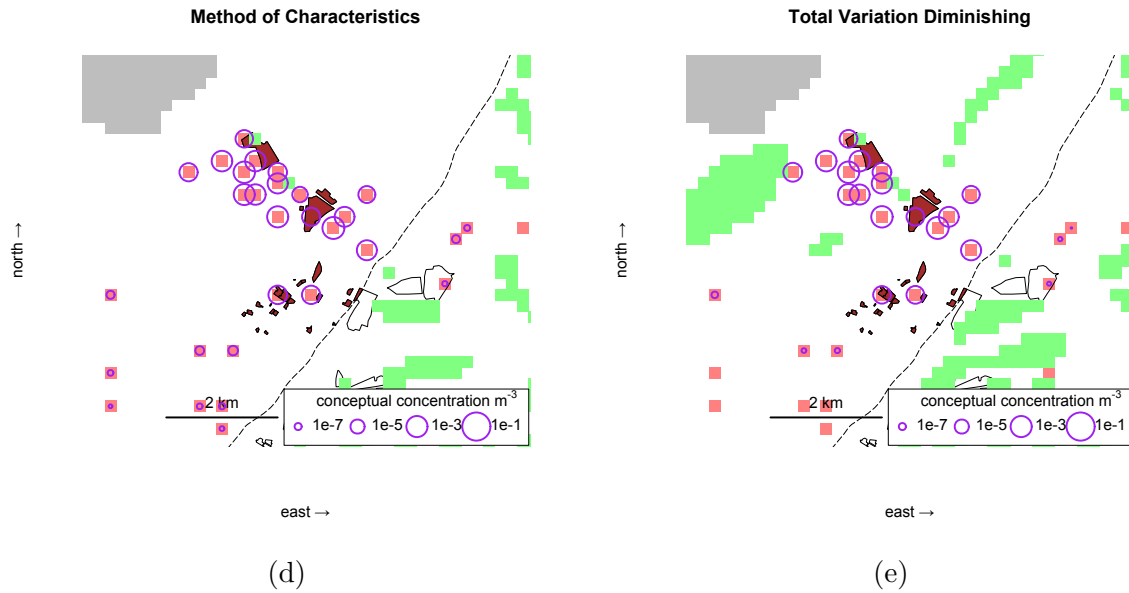 Method of Characteristics
north →
2 km
conceptual concentration m-3
1e-7 1e-5 1e-3 1e-1
east →
(d)
Total Variation Diminishing
north →
2 km
conceptual concentration m-3
1e-7 1e-5 1e-3 1e-1
east →
(e)